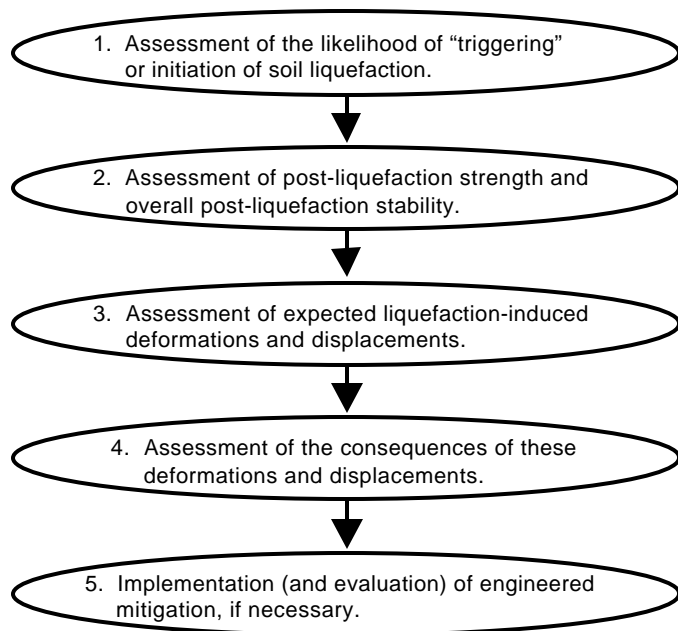 1. Assessment of the likelihood of “triggering”
or initiation of soil liquefaction.
2. Assessment of post-liquefaction strength and
overall post-liquefaction stability.
3. Assessment of expected liquefaction-induced
deformations and displacements.
4. Assessment of the consequences of these
deformations and displacements.
5. Implementation (and evaluation) of engineered
mitigation, if necessary.